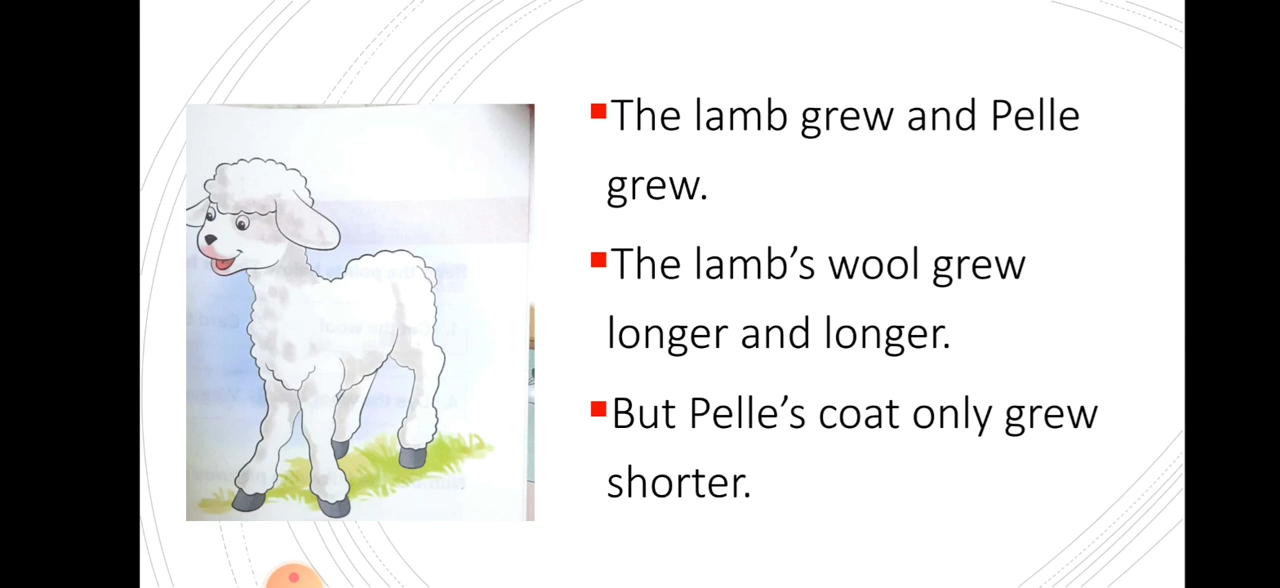 The lamb grew and Pelle
grew.
The lamb's wool grew
longer and longer.
But Pelle's coat only grew
shorter.